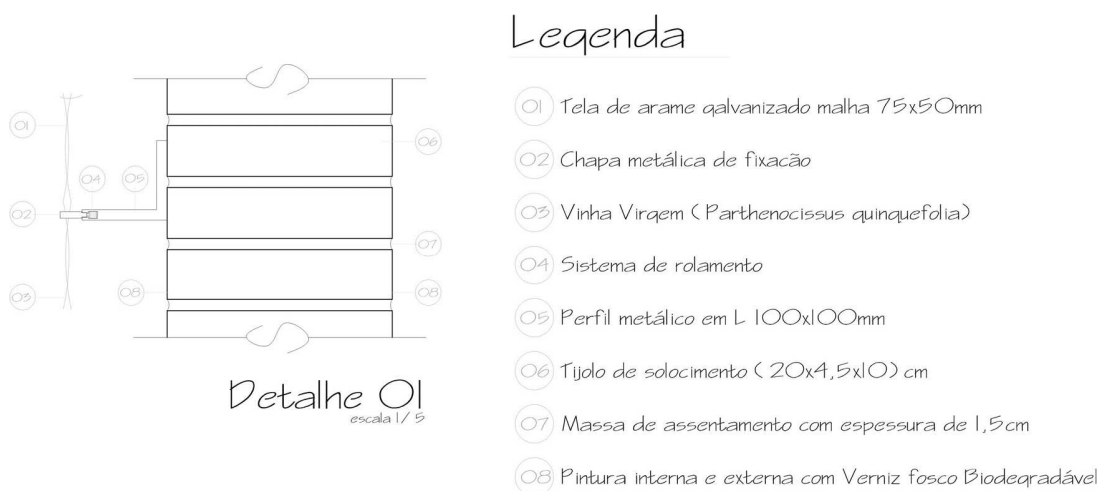 Legenda
01 Tela de arame galvanizado malha 75x50mm
02 Chapa metálica de fixacão
03 Vinha Virgem ( Parthenocissus quinquefolia)
04 Sistema de rolamento
05 Perfil metálico em L 100x100mm
06 Tijolo de solocimento ( 20x4,5x10) cm
07 Massa de assentamento com espessura de 1,5cm
08 Pintura interna e externa com Verniz fosco Biodegradável
01
06
04 05
02
07
03
08 08
Detalhe 01
escala 1/ 5